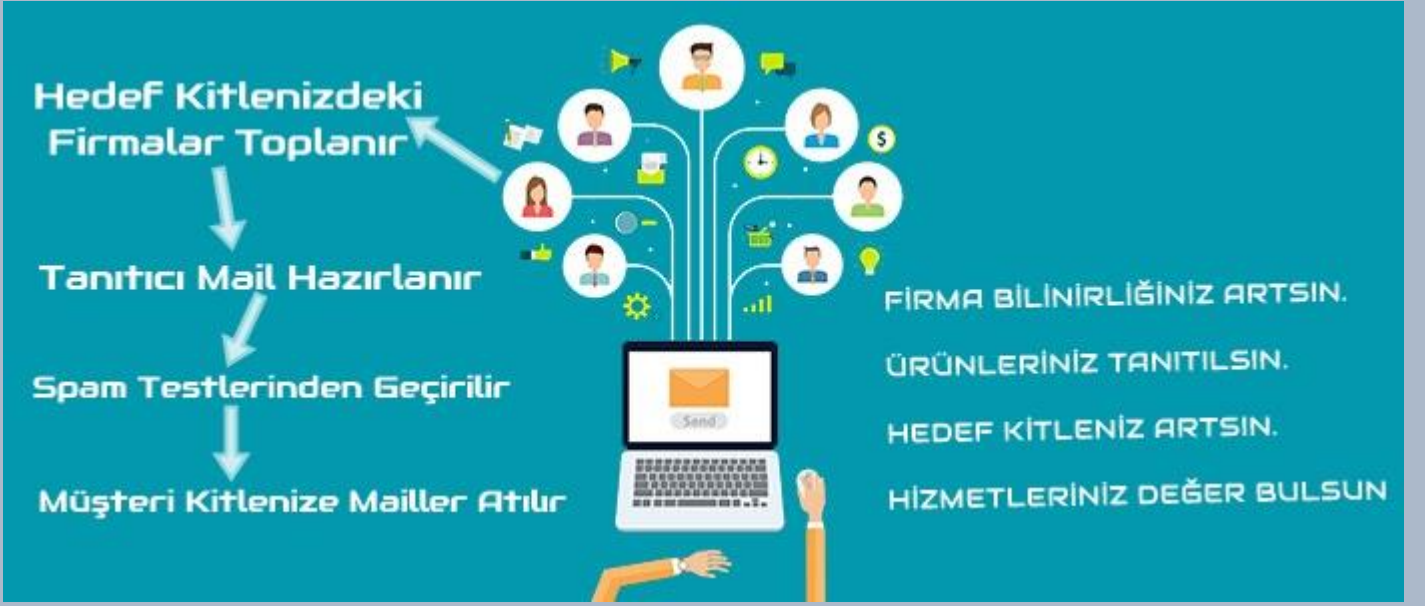 Hedef Kitlenizdeki
Firmalar Toplanır
Tanıtıcı Mail Hazırlanır
Spam Testlerinden Geçirilir
Müşteri Kitlenize Mailler Atılır
Send
$
FİRMA BİLİNİRLİĞİNİZ ARTSIN.
ÜRÜNLERİNİZ TANITILSIN.
HEDEF KİTLENİZ ARTSIN.
HİZMETLERİNİZ DEĞER BULSUN